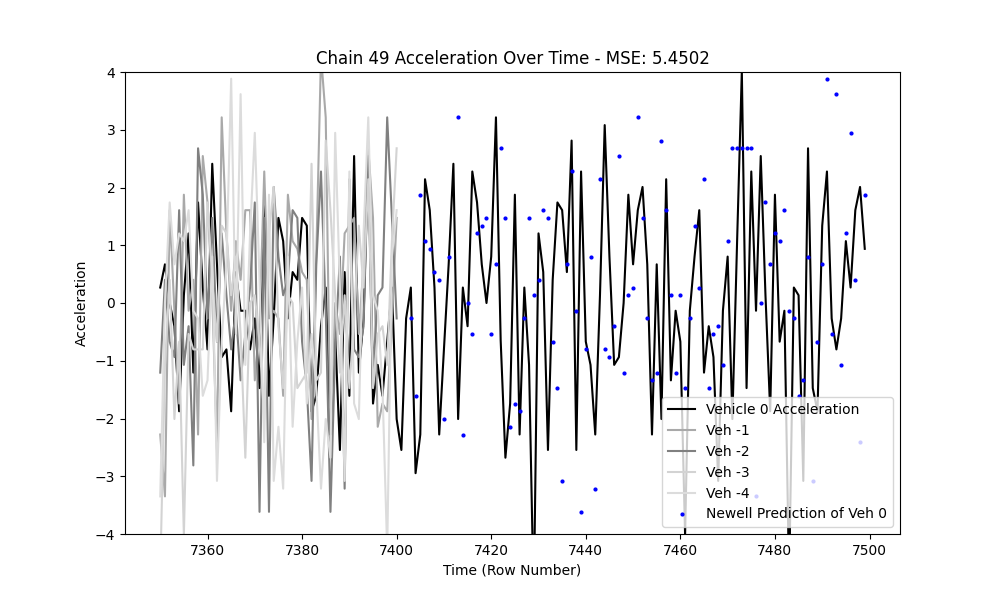 Chain 49 Acceleration Over Time - MSE: 5.4502
Acceleration
4
3
2
1
0
−1
−2
−3
−4
7360
7380
7400
7420
7440
7460
7480
7500
Time (Row Number)
Vehicle 0 Acceleration
Veh -1
Veh -2
Veh -3
Veh -4
Newell Prediction of Veh 0